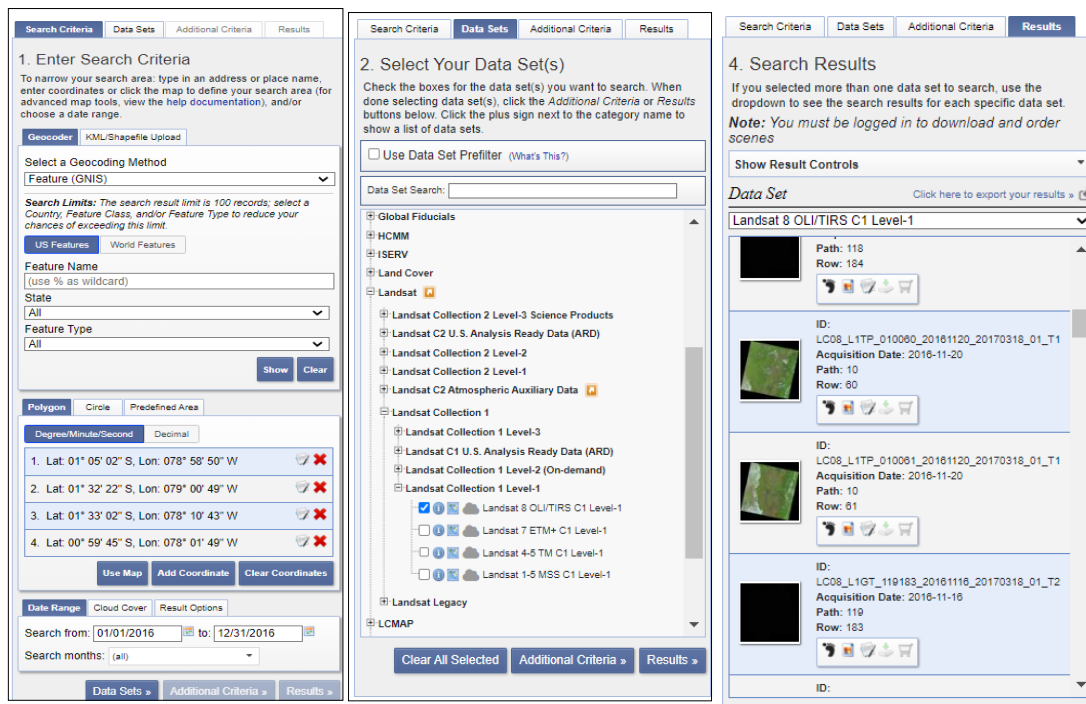 Search Criteria Data Sets Additional Criteria Results
1. Enter Search Criteria
To narrow your search area: type in an address or place name,
enter coordinates or click the map to define your search area (for
advanced map tools, view the help documentation), and/or
choose a date range.
Geocoder KML/Shapefile Upload
Select a Geocoding Method
Feature (GNIS)
Search Limits: The search result limit is 100 records; select a
Country, Feature Class, and/or Feature Type to reduce your
chances of exceeding this limit.
US Features World Features
Feature Name
(use % as wildcard)
State
All
Feature Type
All
Show Clear
Polygon Circle Predefined Area
Degree/Minute/Second Decimal
1. Lat: 01° 05' 02" S, Lon: 078° 58' 50" W
2. Lat: 01° 32' 22" S, Lon: 079° 00' 49" W
3. Lat: 01° 33' 02" S, Lon: 078° 10' 43" W
4. Lat: 00° 59' 45" S, Lon: 078° 01' 49" W
Use Map Add Coordinate Clear Coordinates
Date Range Cloud Cover Result Options
Search from: 01/01/2016 to: 12/31/2016
Search months: (all)
Data Sets » Additional Criteria » Results »
Search Criteria Data Sets Additional Criteria Results
2. Select Your Data Set(s)
Check the boxes for the data set(s) you want to search. When
done selecting data set(s), click the Additional Criteria or Results
buttons below. Click the plus sign next to the category name to
show a list of data sets.
Use Data Set Prefilter (What's This?)
Data Set Search:
Global Fiducials
HCMM
ISERV
Land Cover
Landsat
Landsat Collection 2 Level-3 Science Products
Landsat C2 U.S. Analysis Ready Data (ARD)
Landsat Collection 2 Level-2
Landsat Collection 2 Level-1
Landsat C2 Atmospheric Auxiliary Data
Landsat Collection 1
Landsat Collection 1 Level-3
Landsat C1 U.S. Analysis Ready Data (ARD)
Landsat Collection 1 Level-2 (On-demand)
Landsat Collection 1 Level-1
Landsat 8 OLI/TIRS C1 Level-1
Landsat 7 ETM+ C1 Level-1
Landsat 4-5 TM C1 Level-1
Landsat 1-5 MSS C1 Level-1
Landsat Legacy
LCMAP
Clear All Selected Additional Criteria » Results »
Search Criteria Data Sets Additional Criteria Results
4. Search Results
If you selected more than one data set to search, use the
dropdown to see the search results for each specific data set.
Note: You must be logged in to download and order
scenes
Show Result Controls
Data Set Click here to export your results »
Landsat 8 OLI/TIRS C1 Level-1
Path: 118
Row: 184
ID:
LC08_L1TP_010060_20161120_20170318_01_T1
Acquisition Date: 2016-11-20
Path: 10
Row: 60
ID:
LC08_L1TP_010061_20161120_20170318_01_T1
Acquisition Date: 2016-11-20
Path: 10
Row: 61
ID:
LC08_L1GT_119183_20161116_20170318_01_T2
Acquisition Date: 2016-11-16
Path: 119
Row: 183
ID: